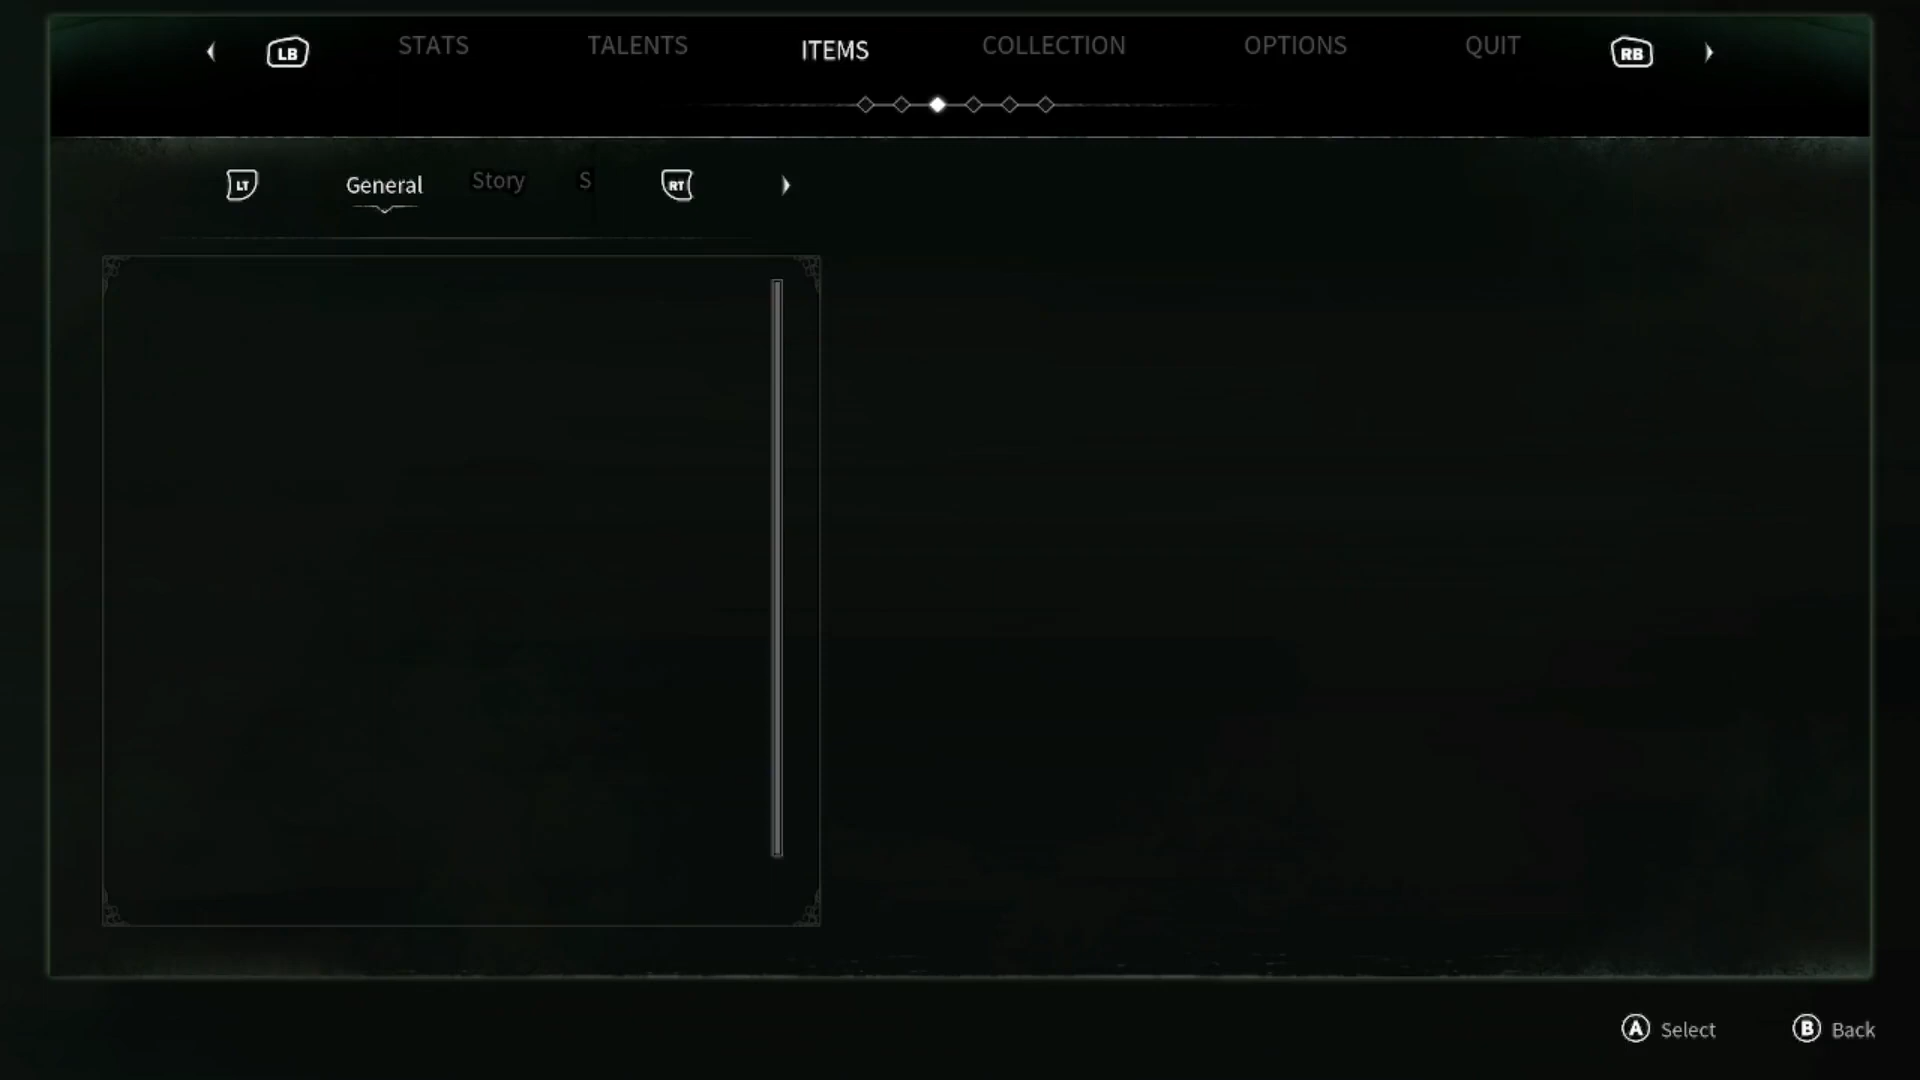 LB STATS TALENTS ITEMS COLLECTION OPTIONS QUIT RB
LT General Story S RT
A Select B Back